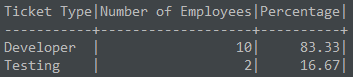 Ticket Type|Number of Employees|Percentage|
-----------+-------------------+----------+
Developer  |                 10|     83.33|
Testing    |                  2|     16.67|